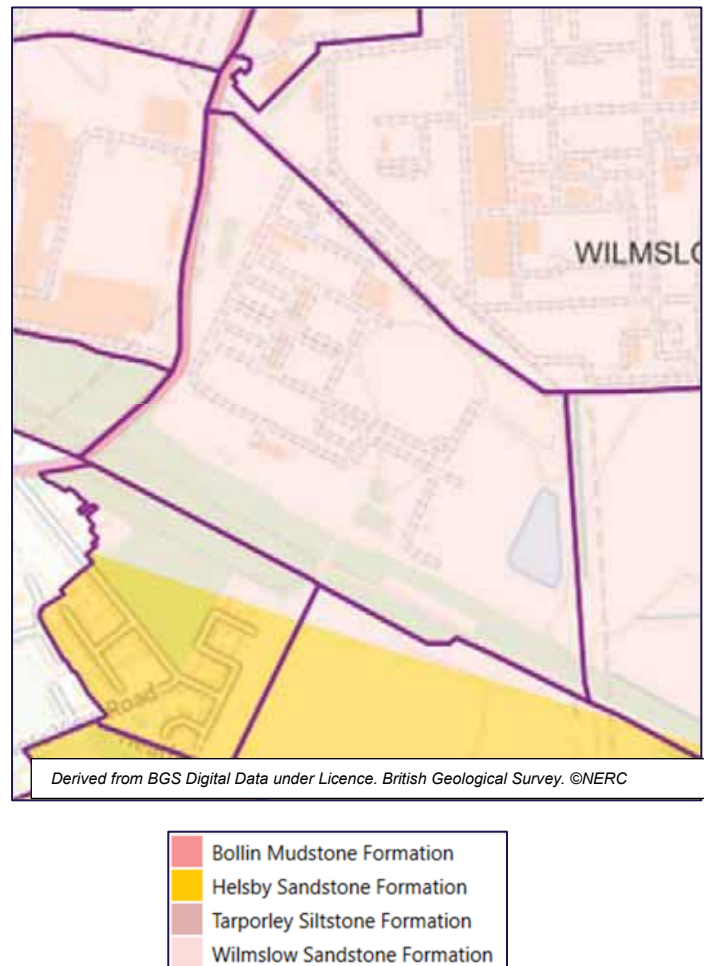 WILMSLO
Road
Derived from BGS Digital Data under Licence. British Geological Survey. ©NERC
Bollin Mudstone Formation
Helsby Sandstone Formation
Tarporley Siltstone Formation
Wilmslow Sandstone Formation